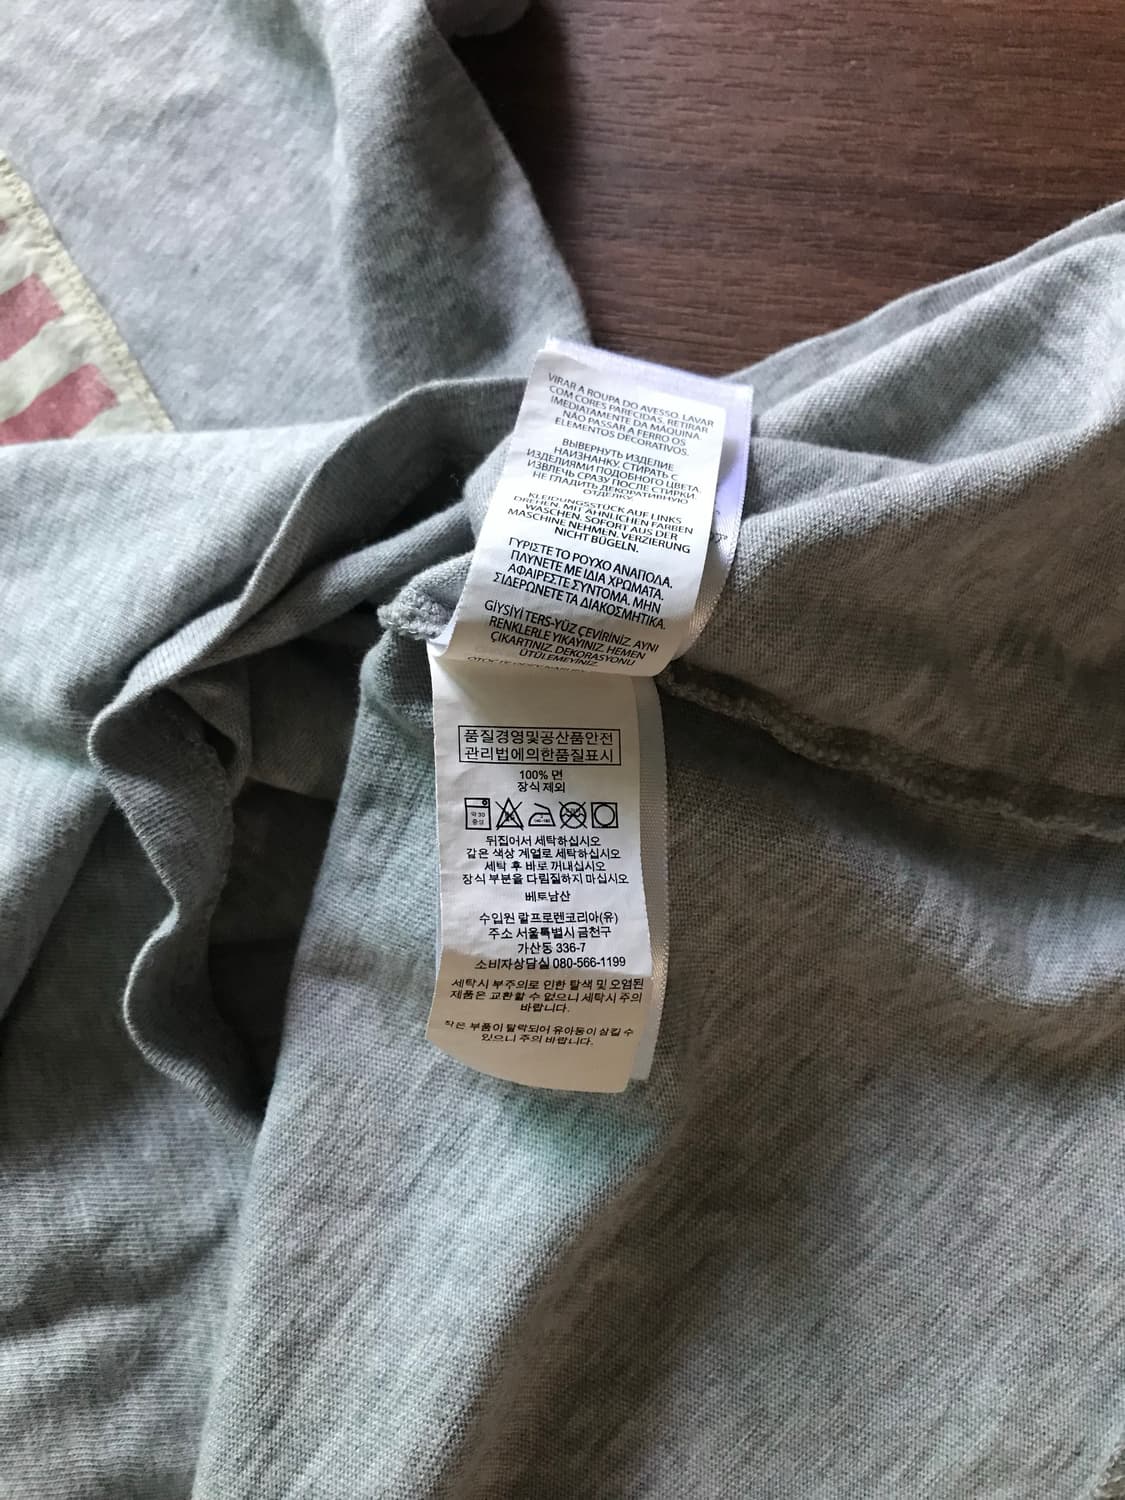 VIRAR A ROUPA DO AVESSO. LAVAR
COM CORES PARECIDAS. RETIRAR
IMEDIATAMENTE DA MÁQUINA.
NÃO PASSAR A FERRO OS
ELEMENTOS DECORATIVOS.
ВЫВЕРНУТЬ ИЗДЕЛИЕ
НАИЗНАНКУ. СТИРАТЬ С
ИЗДЕЛИЯМИ ПОДОБНОГО ЦВЕТА.
ИЗВЛЕЧЬ СРАЗУ ПОСЛЕ СТИРКИ.
НЕ ГЛАДИТЬ ДЕКОРАТИВНУЮ
ОТДЕЛКУ.
KLEIDUNGSSTÜCK AUF LINKS
DREHEN. MIT ÄHNLICHEN FARBEN
WASCHEN. SOFORT AUS DER
MASCHINE NEHMEN. VERZIERUNG
NICHT BÜGELN.
ΓΥΡΙΣΤΕ ΤΟ ΡΟΥΧΟ ΑΝΑΠΟΔΑ.
ΠΛΥΝΕΤΕ ΜΕ ΙΔΙΑ ΧΡΩΜΑΤΑ.
ΑΦΑΙΡΕΣΤΕ ΣΥΝΤΟΜΑ. ΜΗΝ
ΣΙΔΕΡΩΝΕΤΕ ΤΑ ΔΙΑΚΟΣΜΗΤΙΚΑ.
GİYSİYİ TERS-YÜZ ÇEVİRİNİZ. AYNI
RENKLERLE YIKAYINIZ. HEMEN
ÇIKARTINIZ. DEKORASYONU
ÜTÜLEMEYİNİZ.
품질경영및공산품안전
관리법에의한품질표시
100% 면
장식 제외
약 30
중성
뒤집어서 세탁하십시오
같은 색상 계열로 세탁하십시오
세탁 후 바로 꺼내십시오
장식 부분을 다림질하지 마십시오
베트남산
수입원 랄프로렌코리아(유)
주소 서울특별시 금천구
가산동 336-7
소비자상담실 080-566-1199
세탁시 부주의로 인한 탈색 및 오염된
제품은 교환할 수 없으니 세탁시 주의
바랍니다.
작은 부품이 탈락되어 유아동이 삼킬 수
있으니 주의 바랍니다.